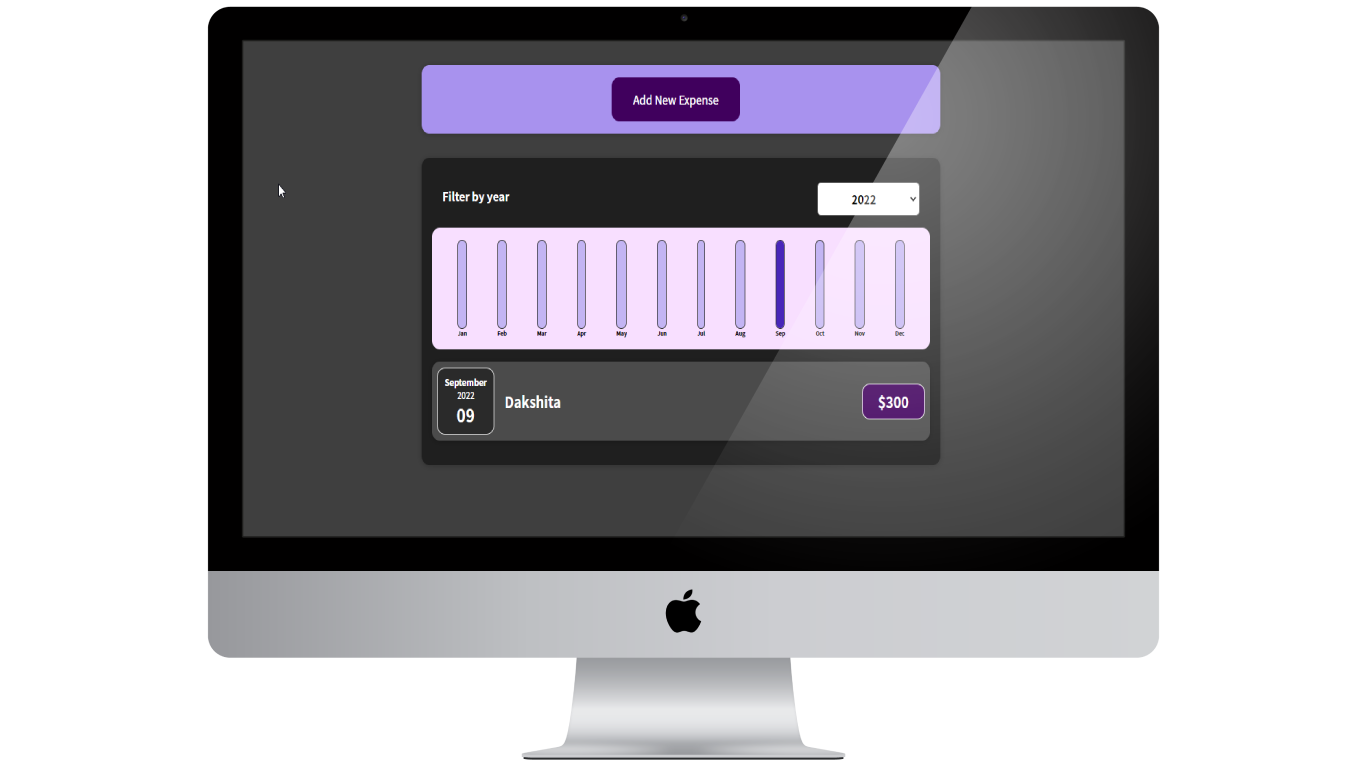 Add New Expense
Filter by year
2022
Jan Feb Mar Apr May Jun Jul Aug Sep Oct Nov Dec
September
2022
09
Dakshita
$300